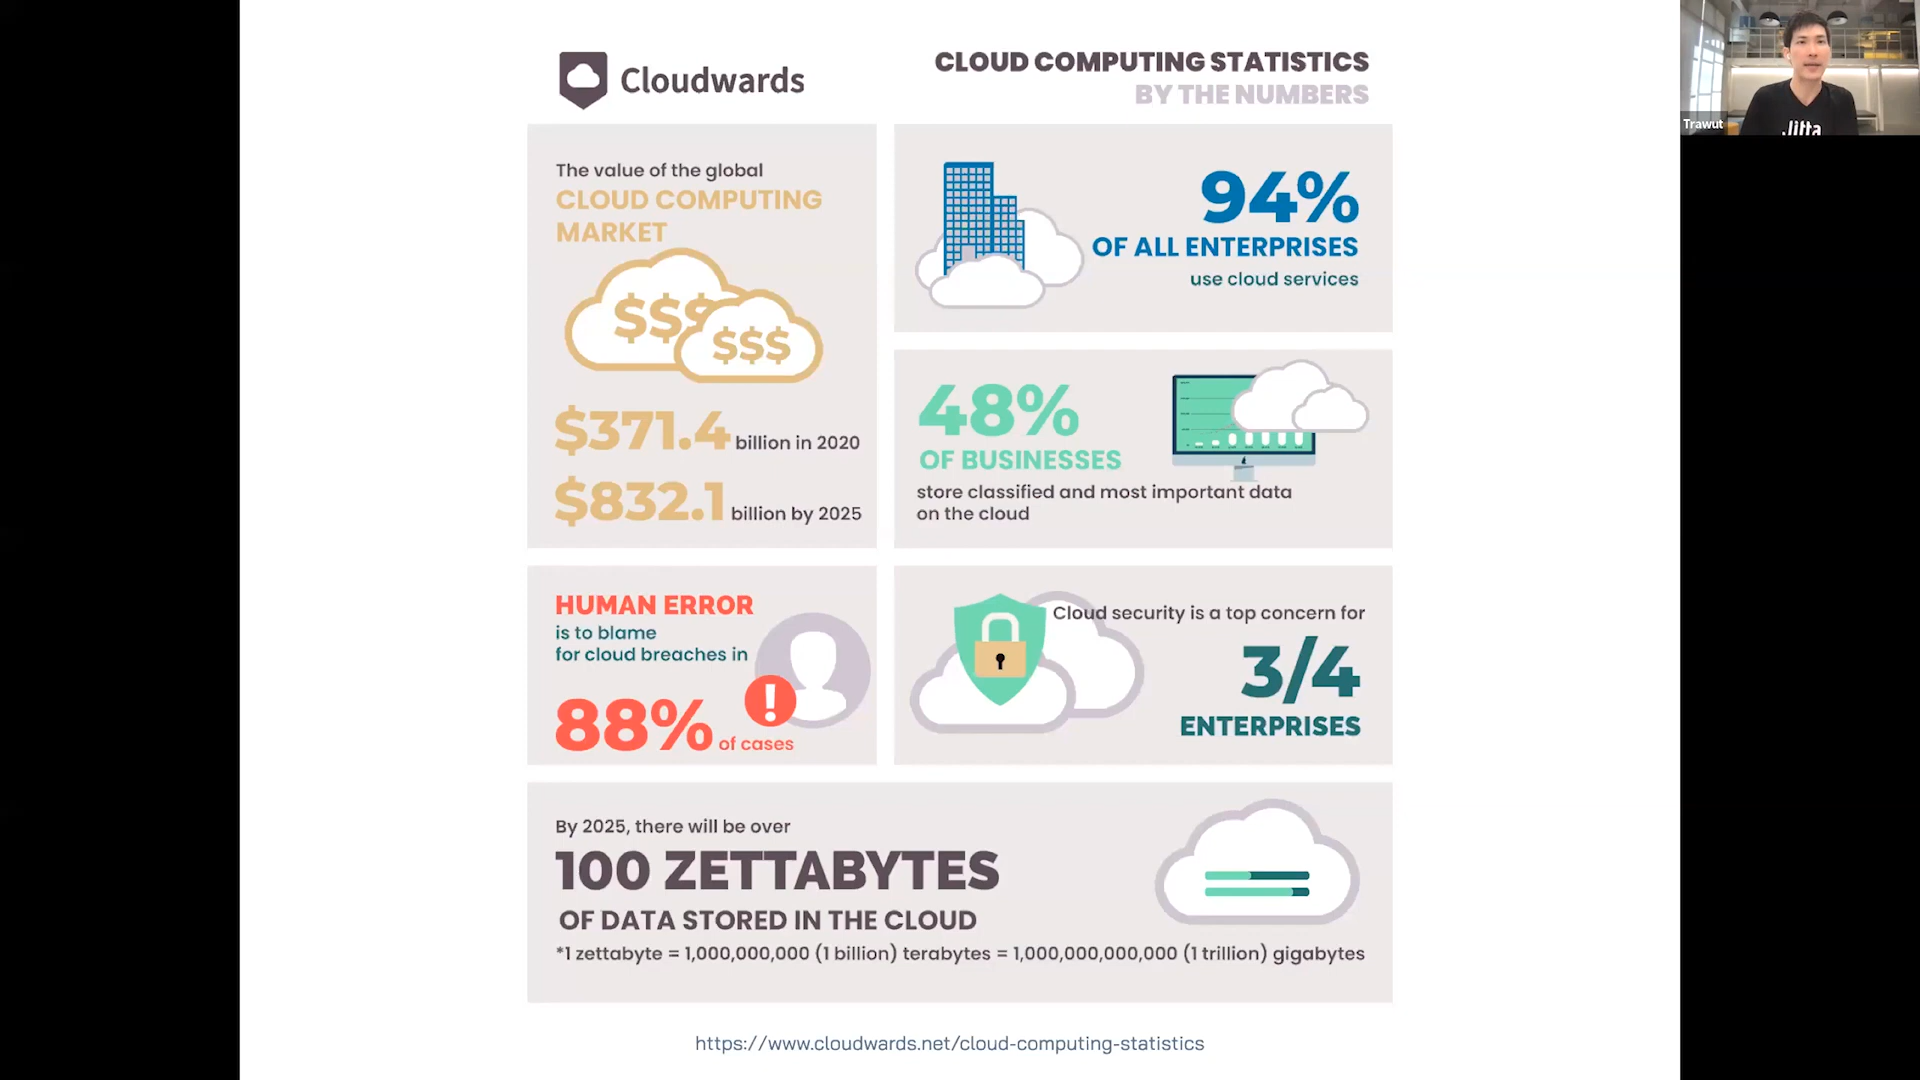 Cloudwards
CLOUD COMPUTING STATISTICS
BY THE NUMBERS
The value of the global
CLOUD COMPUTING
MARKET
$$$
$$$
$371.4 billion in 2020
$832.1 billion by 2025
94%
OF ALL ENTERPRISES
use cloud services
48%
OF BUSINESSES
store classified and most important data
on the cloud
HUMAN ERROR
is to blame
for cloud breaches in
!
88% of cases
Cloud security is a top concern for
3/4
ENTERPRISES
By 2025, there will be over
100 ZETTABYTES
OF DATA STORED IN THE CLOUD
*1 zettabyte = 1,000,000,000 (1 billion) terabytes = 1,000,000,000,000 (1 trillion) gigabytes
https://www.cloudwards.net/cloud-computing-statistics
Trawut
Jitta